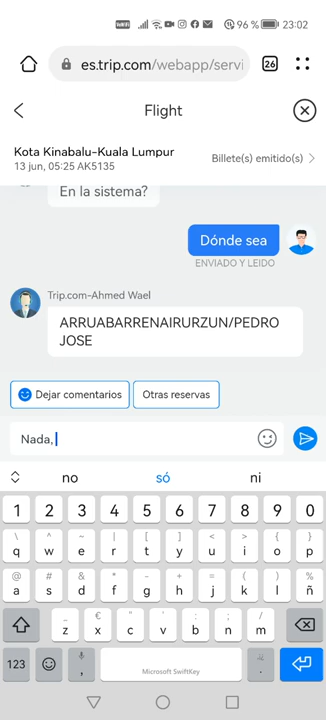 VoWiFi 96 % 23:02
es.trip.com/webapp/servi 26
Flight
Kota Kinabalu-Kuala Lumpur
13 jun, 05:25 AK5135
Billete(s) emitido(s)
En la sistema?
Dónde sea
ENVIADO Y LEIDO
Trip.com-Ahmed Wael
ARRUABARRENAIRURZUN/PEDRO
JOSE
Dejar comentarios Otras reservas
Nada,
no só ni
1 2 3 4 5 6 7 8 9 0
\ ^ ~ | [ ] < > { }
q w e r t y u i o p
@ # & * - + = ( ) %
a s d f g h j k l ñ
_ € " ' : ; /
z x c v b n m
123 , Microsoft SwiftKey .